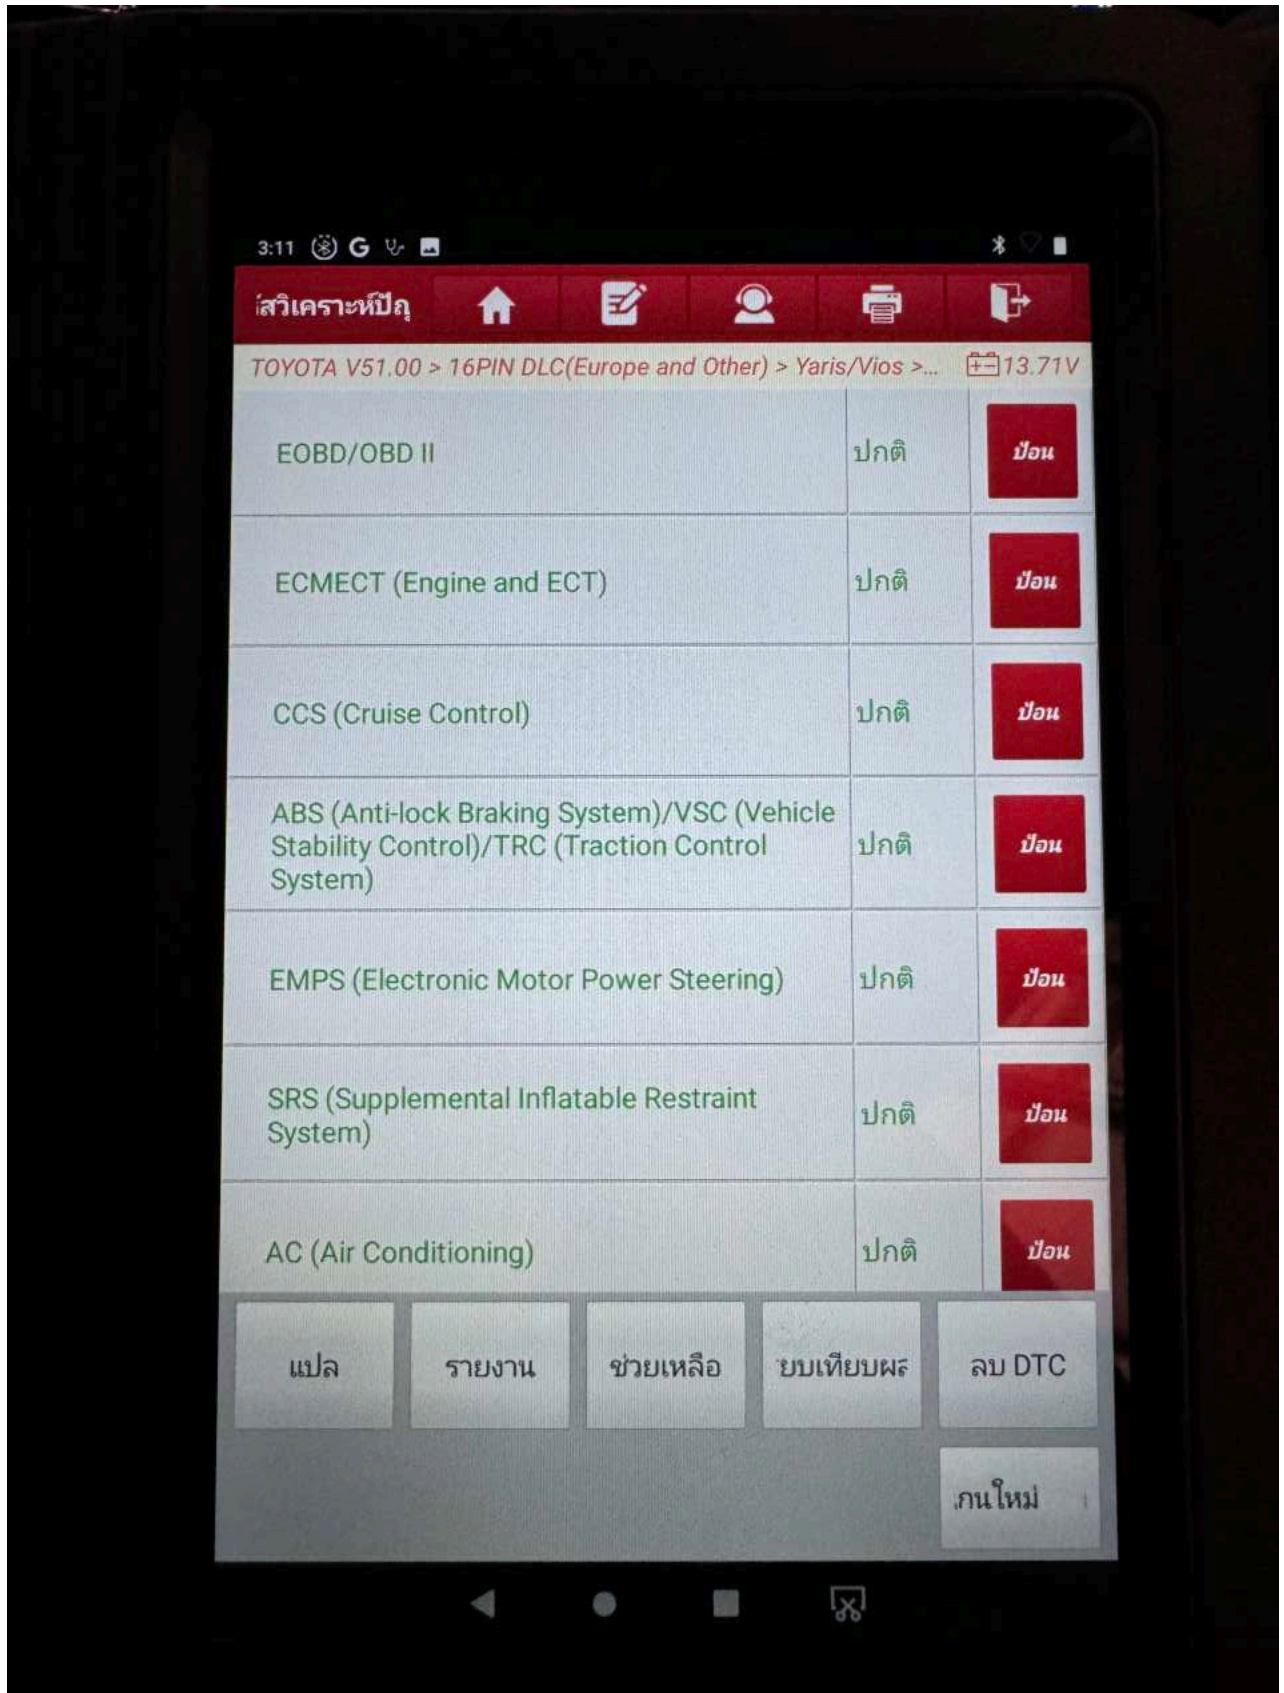 3:11
โสวิเคราะห์ปัญ
TOYOTA V51.00 > 16PIN DLC(Europe and Other) > Yaris/Vios >... 13.71V
EOBD/OBD II ปกติ ป้อน
ECMECT (Engine and ECT) ปกติ ป้อน
CCS (Cruise Control) ปกติ ป้อน
ABS (Anti-lock Braking System)/VSC (Vehicle
Stability Control)/TRC (Traction Control ปกติ ป้อน
System)
EMPS (Electronic Motor Power Steering) ปกติ ป้อน
SRS (Supplemental Inflatable Restraint
System) ปกติ ป้อน
AC (Air Conditioning) ปกติ ป้อน
แปล รายงาน ช่วยเหลือ ยบเทียบผล ลบ DTC
กนใหม่